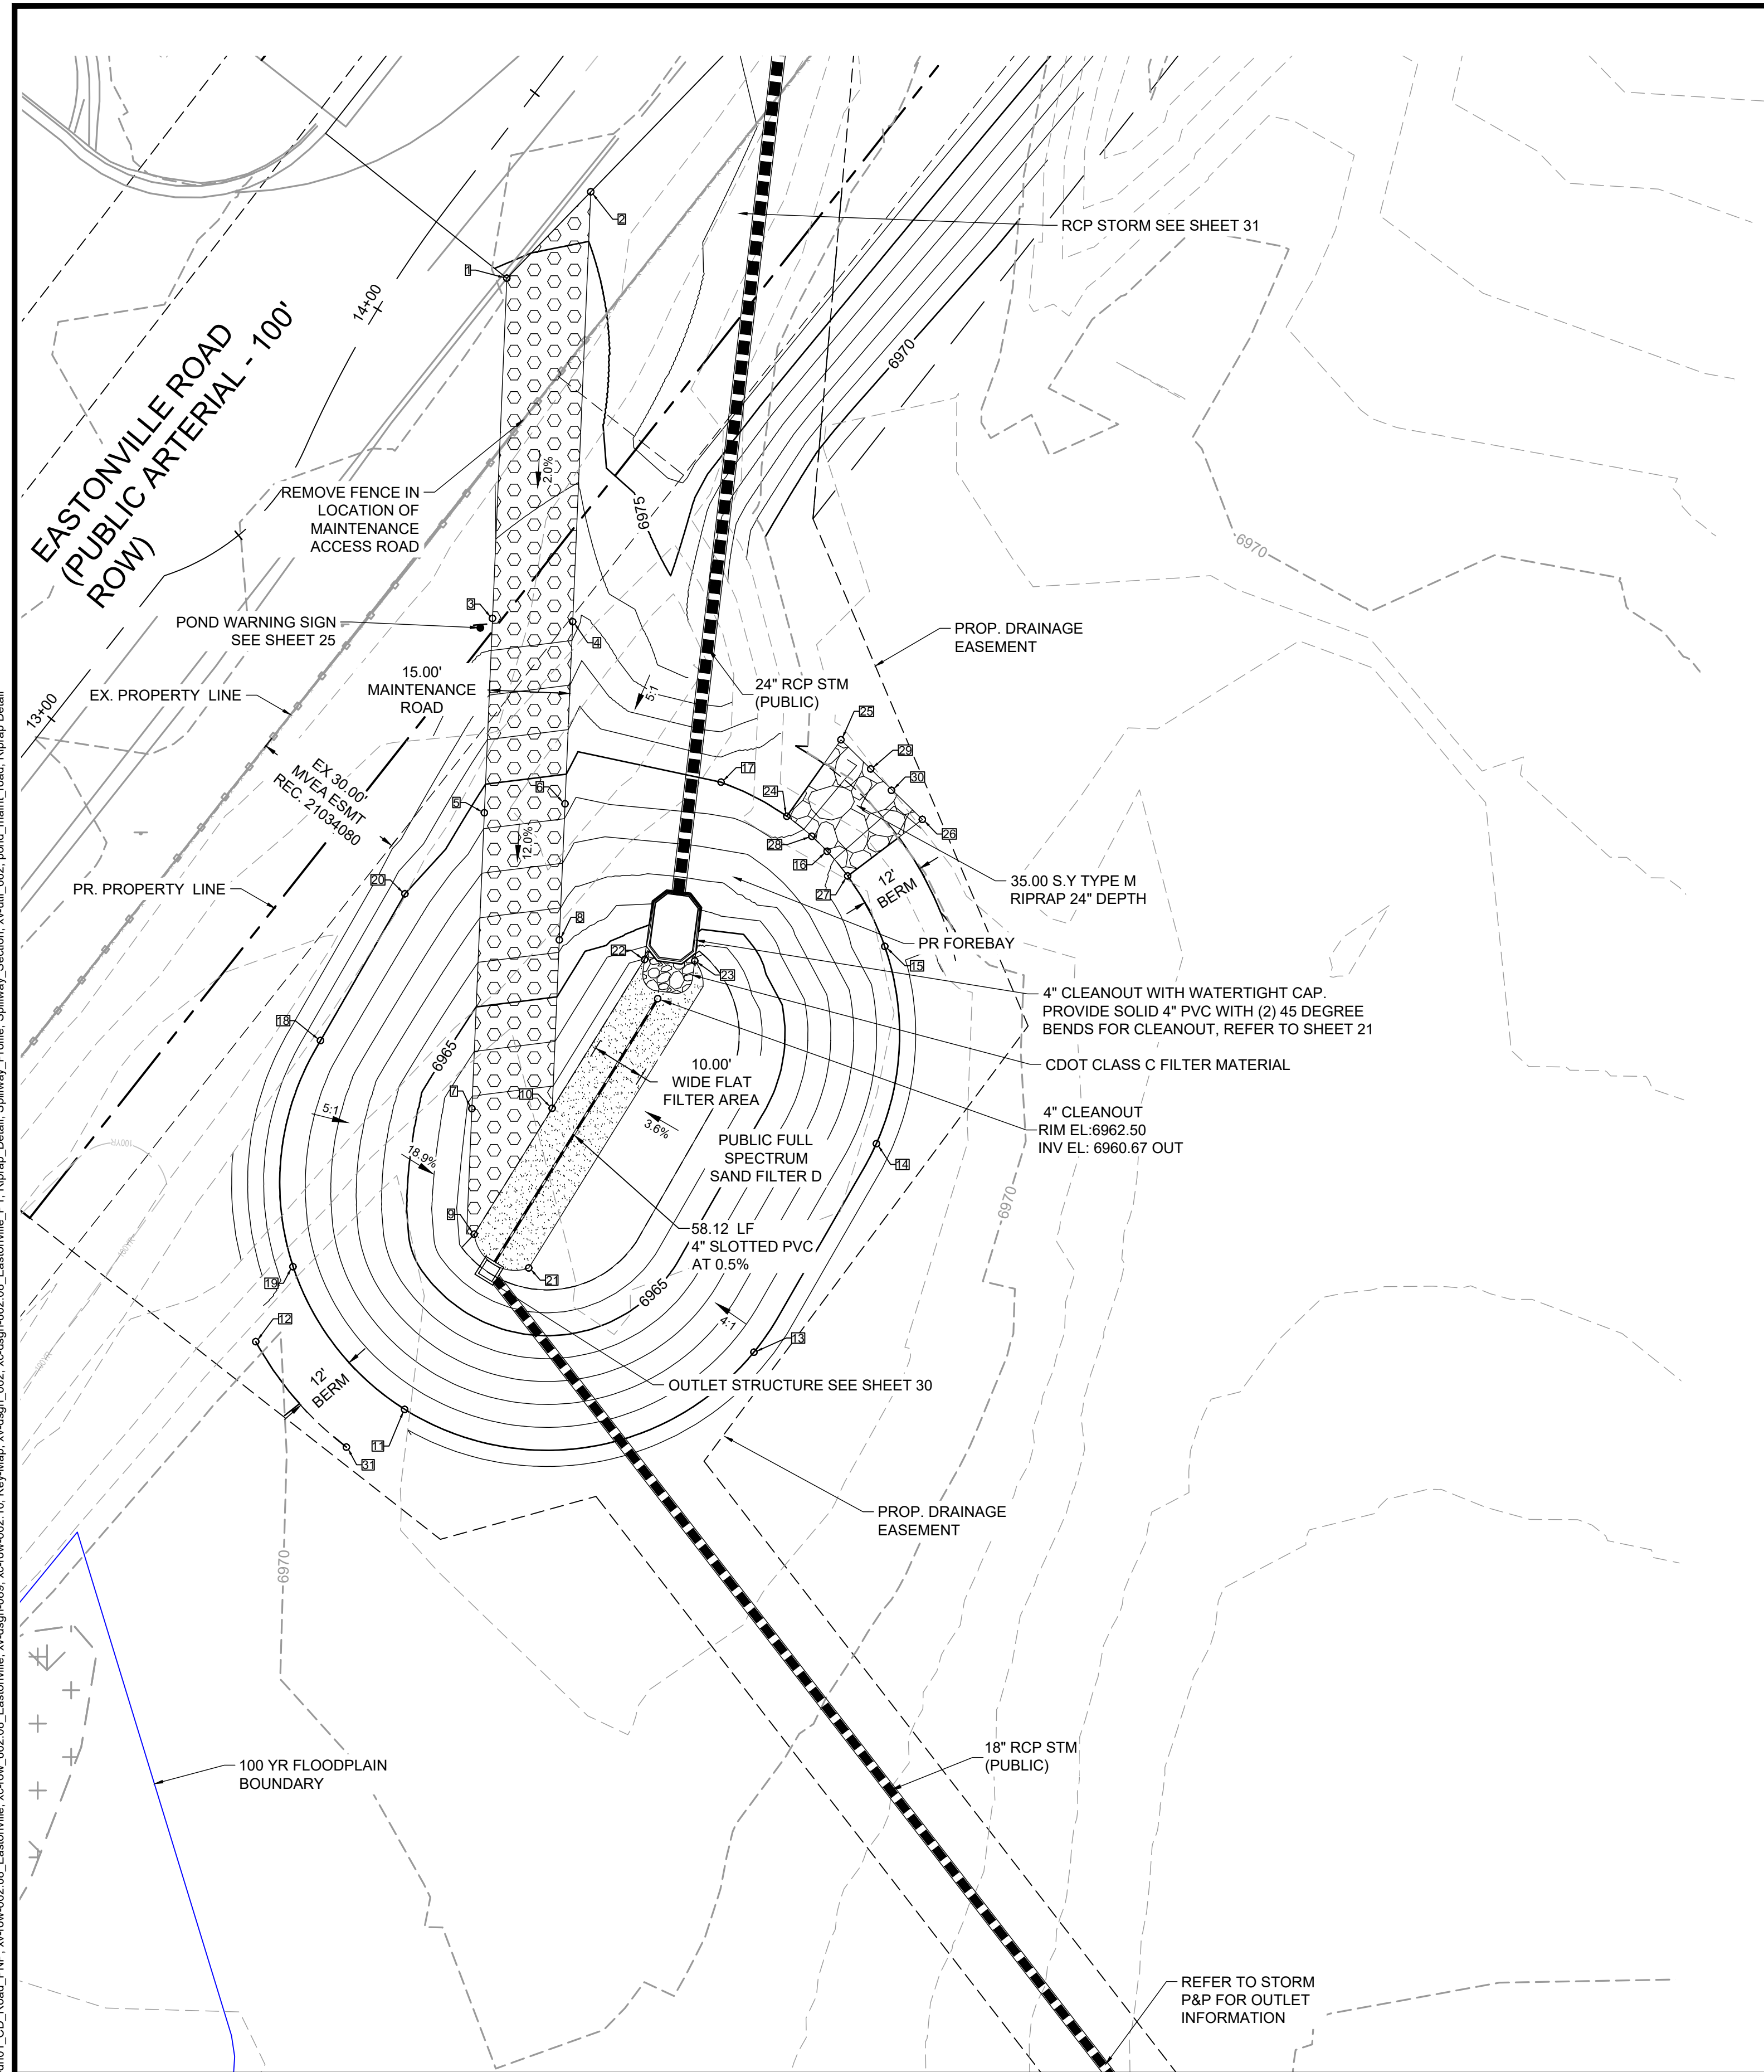 RCP STORM SEE SHEET 31
2
1
14+00
EASTONVILLE ROAD
(PUBLIC ARTERIAL - 100'
ROW)
6970
2.0%
REMOVE FENCE IN
LOCATION OF
MAINTENANCE
ACCESS ROAD
6975
6970
3
POND WARNING SIGN
SEE SHEET 25
4
PROP. DRAINAGE
EASEMENT
15.00'
MAINTENANCE
ROAD
EX. PROPERTY LINE
13+00
5:1
24" RCP STM
(PUBLIC)
25
29
30
17
24
6
5
EX 30.00'
MVEA ESMT
REC. 21034080
26
28
16
12.0%
20
27
12'
BERM
PR. PROPERTY LINE
35.00 S.Y TYPE M
RIPRAP 24" DEPTH
8
PR FOREBAY
22
23
15
4" CLEANOUT WITH WATERTIGHT CAP.
PROVIDE SOLID 4" PVC WITH (2) 45 DEGREE
BENDS FOR CLEANOUT, REFER TO SHEET 21
18
6965
CDOT CLASS C FILTER MATERIAL
10.00'
WIDE FLAT
FILTER AREA
7
10
5:1
3.6%
4" CLEANOUT
RIM EL:6962.50
INV EL: 6960.67 OUT
100YR
18.9%
PUBLIC FULL
SPECTRUM
SAND FILTER D
14
6970
9
58.12 LF
4" SLOTTED PVC
AT 0.5%
21
19
6965
12
4:1
13
12'
BERM
OUTLET STRUCTURE SEE SHEET 30
11
31
PROP. DRAINAGE
EASEMENT
6970
18" RCP STM
(PUBLIC)
100 YR FLOODPLAIN
BOUNDARY
REFER TO STORM
P&P FOR OUTLET
INFORMATION